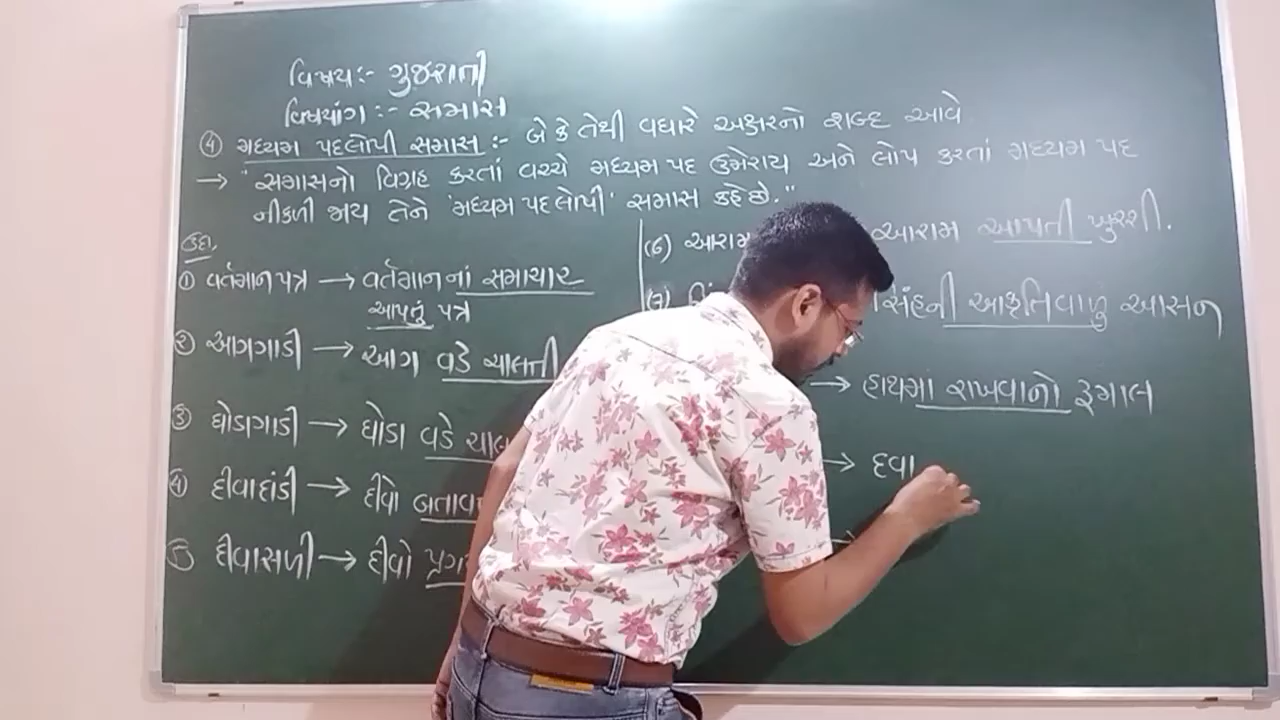 વિષય:- ગુજરાતી
વિષયાંગ:- સમાસ
④ મધ્યમ પદલોપી સમાસ:- બે કે તેથી વધારે અક્ષરનો શબ્દ આવે
→ "સમાસનો વિગ્રહ કરતાં વચ્ચે મધ્યમ પદ ઉમેરાય અને લોપ કરતાં મધ્યમ પદ
નીકળી જાય તેને 'મધ્યમ પદલોપી' સમાસ કહે છે."
ઉદા.
① વર્તમાનપત્ર → વર્તમાનનાં સમાચાર
આપતું પત્ર
② આગગાડી → આગ વડે ચાલતી
③ ઘોડાગાડી → ઘોડા વડે
④ દીવાદાંડી → દીવો
⑤ દીવાસળી → દીવો
(૬) આરામ આરામ આપતી ખુરશી.
(૭) સિંહની આકૃતિવાળું આસન
→ હાથમાં રાખવાનો રૂમાલ
→ દવા